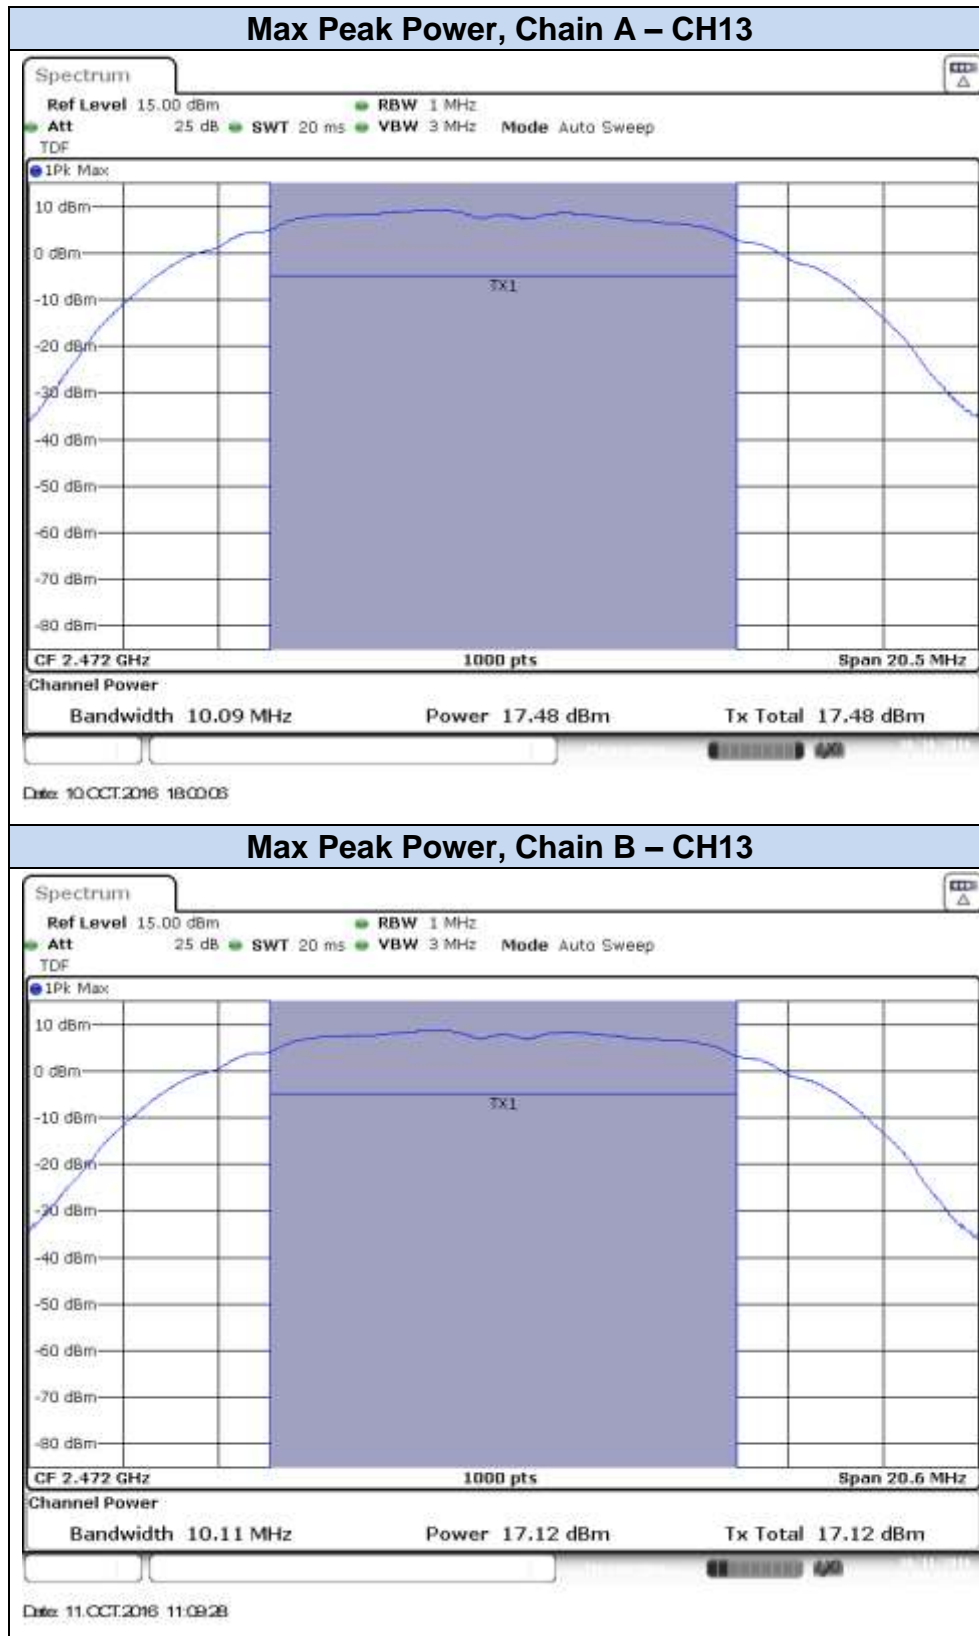 Max Peak Power, Chain A – CH13
Spectrum
Ref Level 15.00 dBm RBW 1 MHz
Att 25 dB SWT 20 ms VBW 3 MHz Mode Auto Sweep
TDF
1Pk Max
10 dBm
0 dBm
-10 dBm
TX1
-20 dBm
-30 dBm
-40 dBm
-50 dBm
-60 dBm
-70 dBm
-80 dBm
CF 2.472 GHz 1000 pts Span 20.5 MHz
Channel Power
Bandwidth 10.09 MHz Power 17.48 dBm Tx Total 17.48 dBm
Date: 10.OCT.2016 18:00:06
Max Peak Power, Chain B – CH13
Spectrum
Ref Level 15.00 dBm RBW 1 MHz
Att 25 dB SWT 20 ms VBW 3 MHz Mode Auto Sweep
TDF
1Pk Max
10 dBm
0 dBm
-10 dBm
TX1
-20 dBm
-30 dBm
-40 dBm
-50 dBm
-60 dBm
-70 dBm
-80 dBm
CF 2.472 GHz 1000 pts Span 20.6 MHz
Channel Power
Bandwidth 10.11 MHz Power 17.12 dBm Tx Total 17.12 dBm
Date: 11.OCT.2016 11:09:28